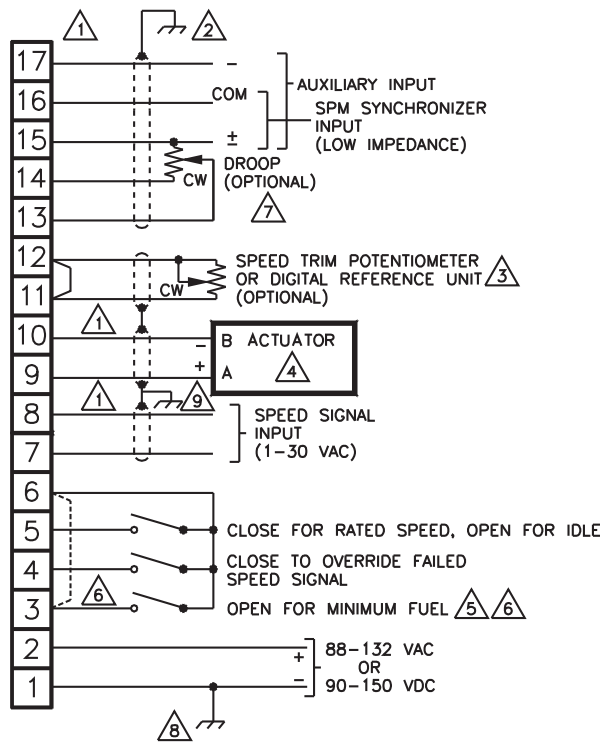 1
2
17
−
AUXILIARY INPUT
16
COM
SPM SYNCHRONIZER
INPUT
(LOW IMPEDANCE)
15
±
DROOP
(OPTIONAL)
14
CW
7
13
12
SPEED TRIM POTENTIOMETER
OR DIGITAL REFERENCE UNIT 3
(OPTIONAL)
CW
11
1
10
−
B ACTUATOR
4
9
+
A
1
9
8
SPEED SIGNAL
INPUT
(1−30 VAC)
7
6
5
CLOSE FOR RATED SPEED, OPEN FOR IDLE
4
CLOSE TO OVERRIDE FAILED
SPEED SIGNAL
6
3
OPEN FOR MINIMUM FUEL 5 6
2
+
88−132 VAC
OR
90−150 VDC
1
−
8